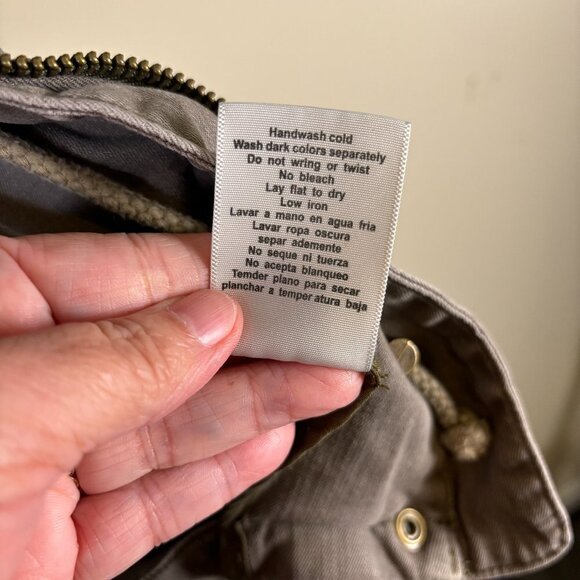 Handwash cold
Wash dark colors separately
Do not wring or twist
No bleach
Lay flat to dry
Low iron
Lavar a mano en agua fria
Lavar ropa oscura
separ ademente
No seque ni tuerza
No acepta blanqueo
Temder plano para secar
planchar a temper atura baja